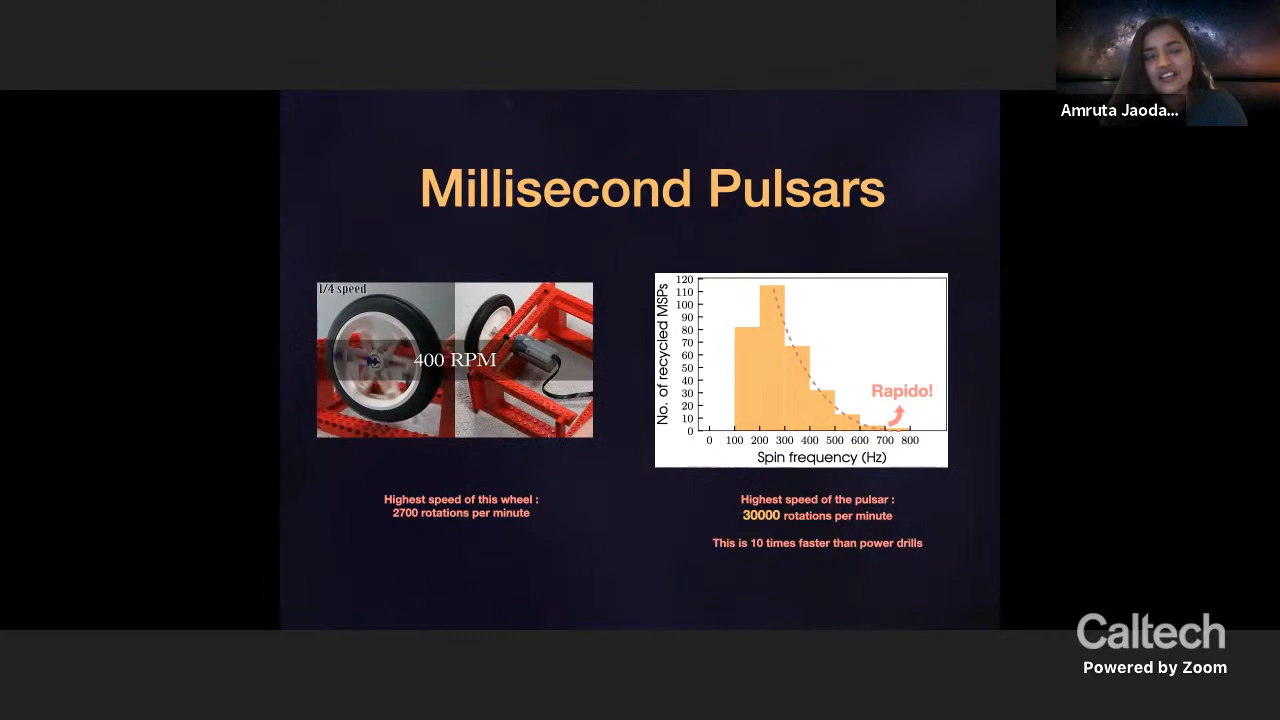 Amruta Jaoda...
Millisecond Pulsars
1/4 speed
400 RPM
Highest speed of this wheel :
2700 rotations per minute
No. of recycled MSPs
120
110
100
90
80
70
60
50
40
30
20
10
0
Rapido!
0 100 200 300 400 500 600 700 800
Spin frequency (Hz)
Highest speed of the pulsar :
30000 rotations per minute
This is 10 times faster than power drills
Caltech
Powered by Zoom